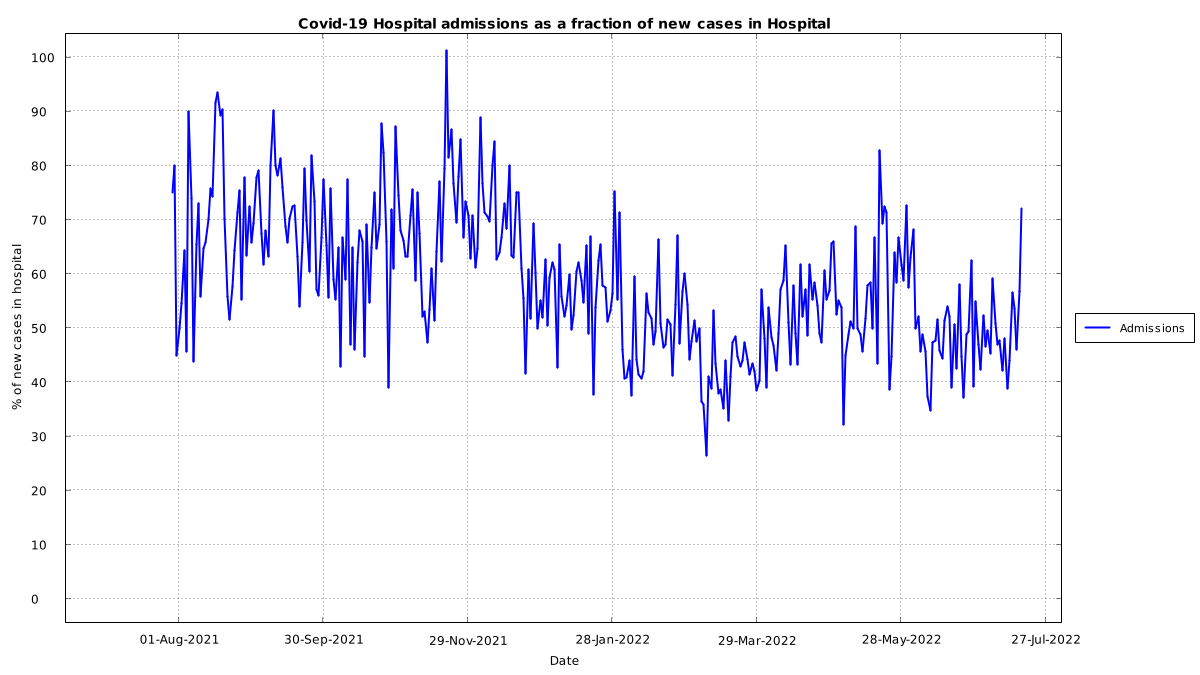 Covid-19 Hospital admissions as a fraction of new cases in Hospital
100
90
80
70
60
50
40
30
20
10
0
% of new cases in hospital
01-Aug-2021
30-Sep-2021
29-Nov-2021
28-Jan-2022
29-Mar-2022
28-May-2022
27-Jul-2022
Date
Admissions